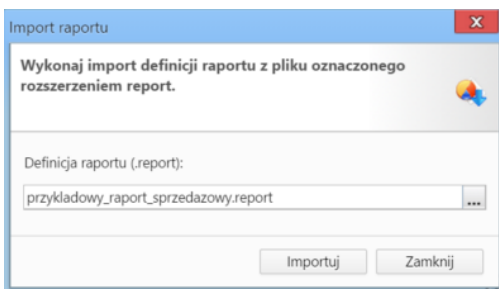 Import raportu
Wykonaj import definicji raportu z pliku oznaczonego
rozszerzeniem report.
Definicja raportu (.report):
przykladowy_raport_sprzedazowy.report
...
Importuj
Zamknij